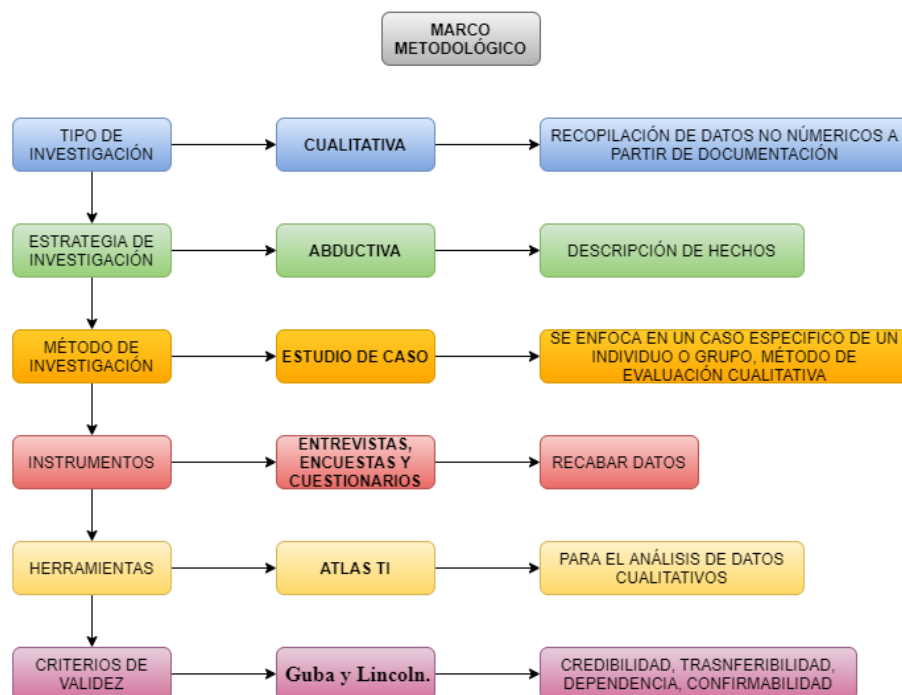 MARCO
METODOLÓGICO
TIPO DE
INVESTIGACIÓN
CUALITATIVA
RECOPILACIÓN DE DATOS NO NÚMERICOS A
PARTIR DE DOCUMENTACIÓN
ESTRATEGIA DE
INVESTIGACIÓN
ABDUCTIVA
DESCRIPCIÓN DE HECHOS
MÉTODO DE
INVESTIGACIÓN
ESTUDIO DE CASO
SE ENFOCA EN UN CASO ESPECIFICO DE UN
INDIVIDUO O GRUPO, MÉTODO DE
EVALUACIÓN CUALITATIVA
INSTRUMENTOS
ENTREVISTAS,
ENCUESTAS Y
CUESTIONARIOS
RECABAR DATOS
HERRAMIENTAS
ATLAS TI
PARA EL ANÁLISIS DE DATOS
CUALITATIVOS
CRITERIOS DE
VALIDEZ
Guba y Lincoln.
CREDIBILIDAD, TRASNFERIBILIDAD,
DEPENDENCIA, CONFIRMABILIDAD